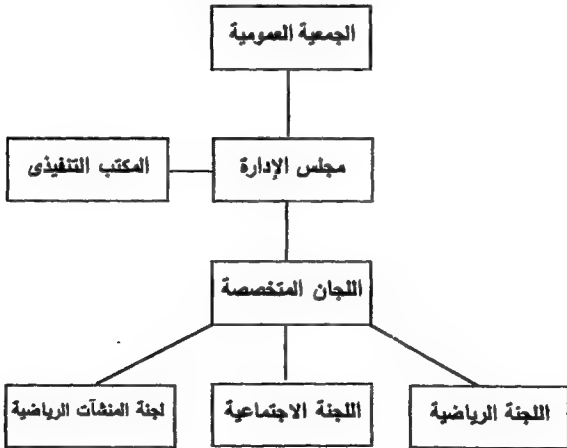 الجمعية العمومية
مجلس الإدارة
المكتب التنفيذى
اللجان المتخصصة
اللجنة الرياضية
اللجنة الاجتماعية
لجنة المنشآت الرياضية